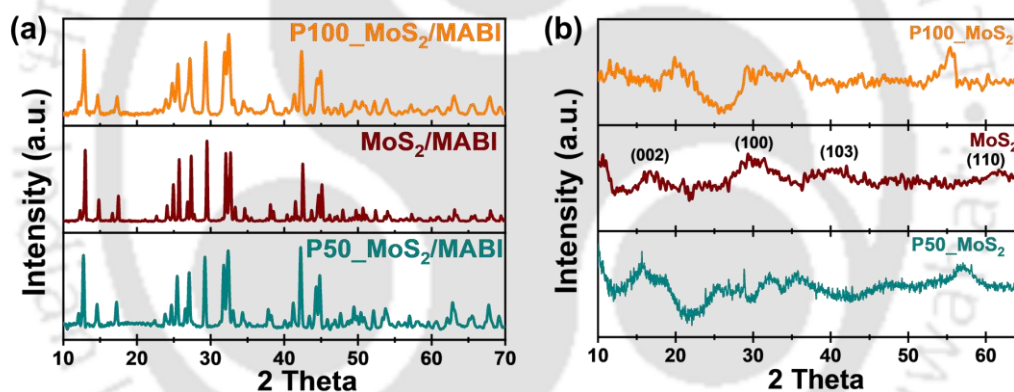 (a)
P100_MoS₂/MABI
MoS₂/MABI
P50_MoS₂/MABI
Intensity (a.u.)
10 20 30 40 50 60 70
2 Theta
(b)
P100_MoS₂
MoS₂
(002) (100) (103) (110)
P50_MoS₂
Intensity (a.u.)
10 20 30 40 50 60
2 Theta